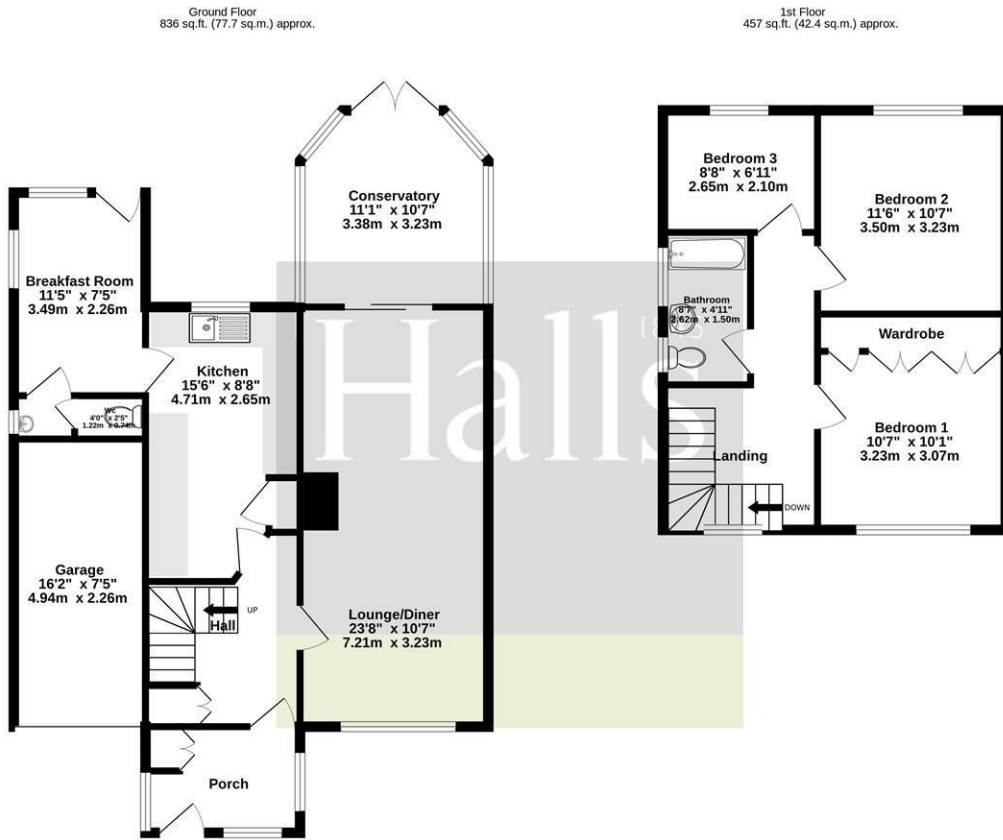 Ground Floor
836 sq.ft. (77.7 sq.m.) approx.
1st Floor
457 sq.ft. (42.4 sq.m.) approx.
Conservatory
11'1" x 10'7"
3.38m x 3.23m
Breakfast Room
11'5" x 7'5"
3.49m x 2.26m
Kitchen
15'6" x 8'8"
4.71m x 2.65m
Wc
4'0" x 2'5"
1.22m x 0.74m
Garage
16'2" x 7'5"
4.94m x 2.26m
UP
Hall
Lounge/Diner
23'8" x 10'7"
7.21m x 3.23m
Porch
Bedroom 3
8'8" x 6'11"
2.65m x 2.10m
Bedroom 2
11'6" x 10'7"
3.50m x 3.23m
Bathroom
8'7" x 4'11"
2.62m x 1.50m
Wardrobe
Bedroom 1
10'7" x 10'1"
3.23m x 3.07m
Landing
DOWN
Halls
1845